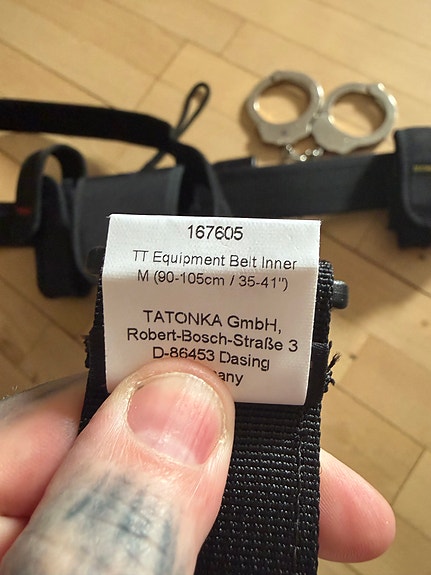 167605
TT Equipment Belt Inner
M (90-105cm / 35-41")
TATONKA GmbH,
Robert-Bosch-Straße 3
D-86453 Dasing